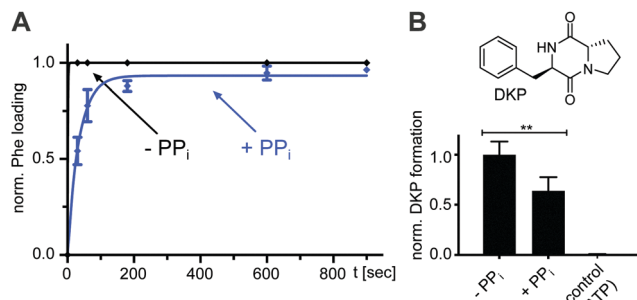 A
norm. Phe loading
1.0
0.5
0.0
0
200
400
600
800
t [sec]
- PPi
+ PPi
B
O
HN
N
O
DKP
norm. DKP formation
**
1.0
0.5
0.0
- PPi
+ PPi
control